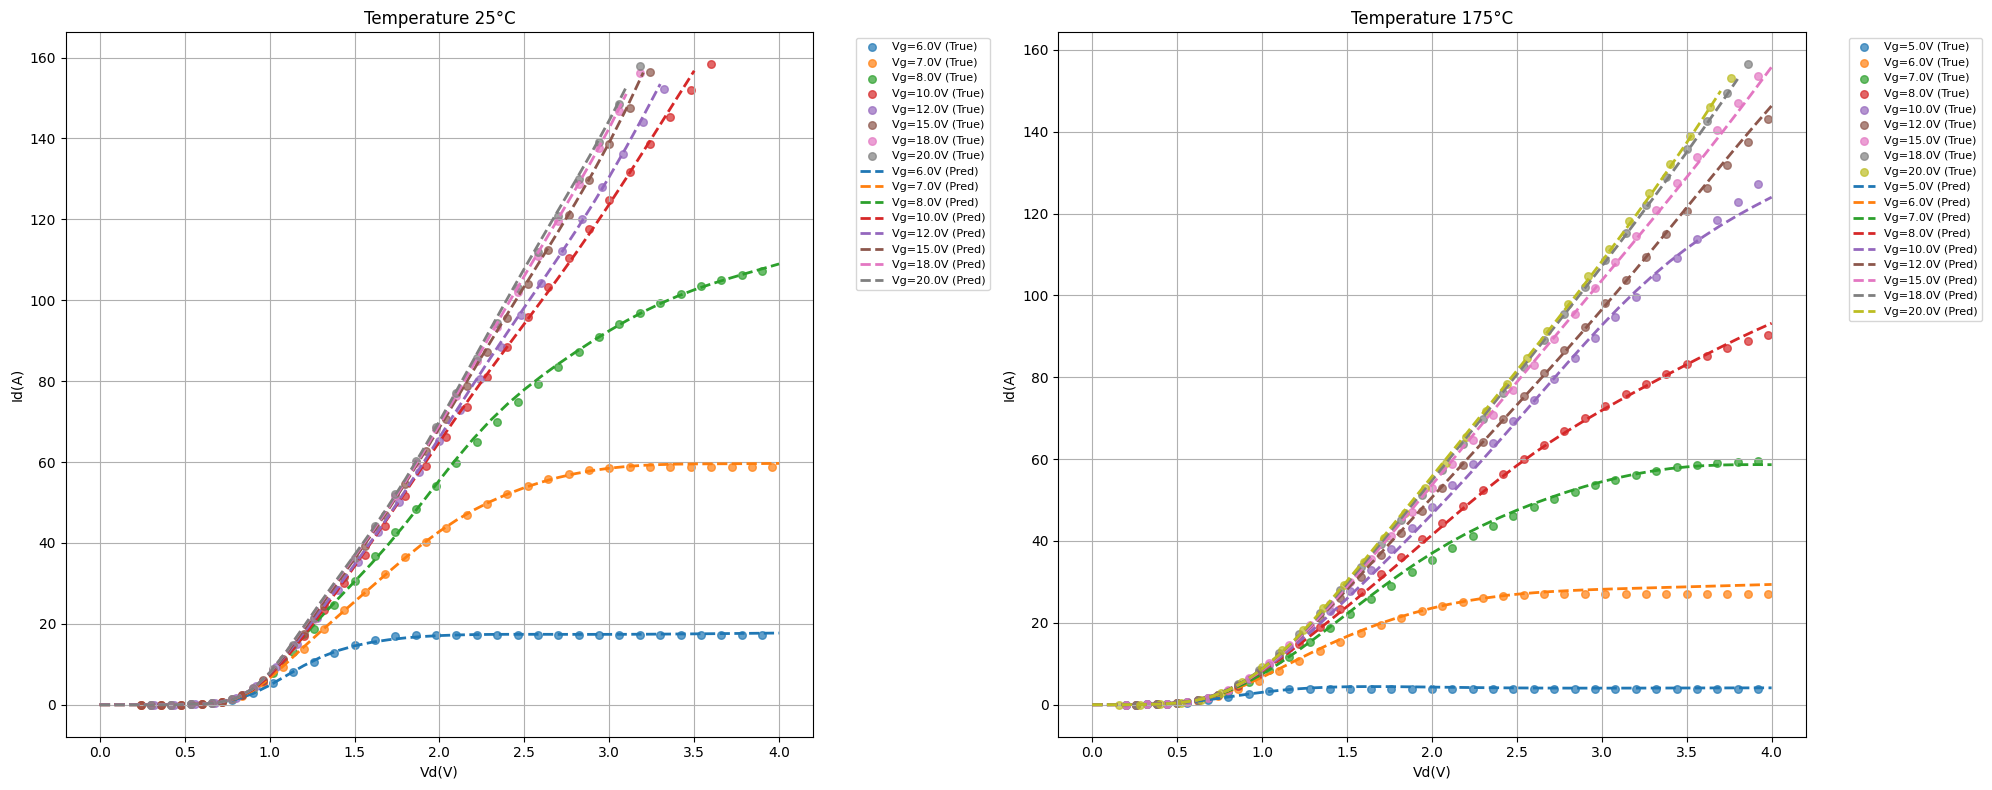 Temperature 25°C
Id(A)
160
140
120
100
80
60
40
20
0
0.0 0.5 1.0 1.5 2.0 2.5 3.0 3.5 4.0
Vd(V)
Vg=6.0V (True)
Vg=7.0V (True)
Vg=8.0V (True)
Vg=10.0V (True)
Vg=12.0V (True)
Vg=15.0V (True)
Vg=18.0V (True)
Vg=20.0V (True)
Vg=6.0V (Pred)
Vg=7.0V (Pred)
Vg=8.0V (Pred)
Vg=10.0V (Pred)
Vg=12.0V (Pred)
Vg=15.0V (Pred)
Vg=18.0V (Pred)
Vg=20.0V (Pred)
Temperature 175°C
Id(A)
160
140
120
100
80
60
40
20
0
0.0 0.5 1.0 1.5 2.0 2.5 3.0 3.5 4.0
Vd(V)
Vg=5.0V (True)
Vg=6.0V (True)
Vg=7.0V (True)
Vg=8.0V (True)
Vg=10.0V (True)
Vg=12.0V (True)
Vg=15.0V (True)
Vg=18.0V (True)
Vg=20.0V (True)
Vg=5.0V (Pred)
Vg=6.0V (Pred)
Vg=7.0V (Pred)
Vg=8.0V (Pred)
Vg=10.0V (Pred)
Vg=12.0V (Pred)
Vg=15.0V (Pred)
Vg=18.0V (Pred)
Vg=20.0V (Pred)